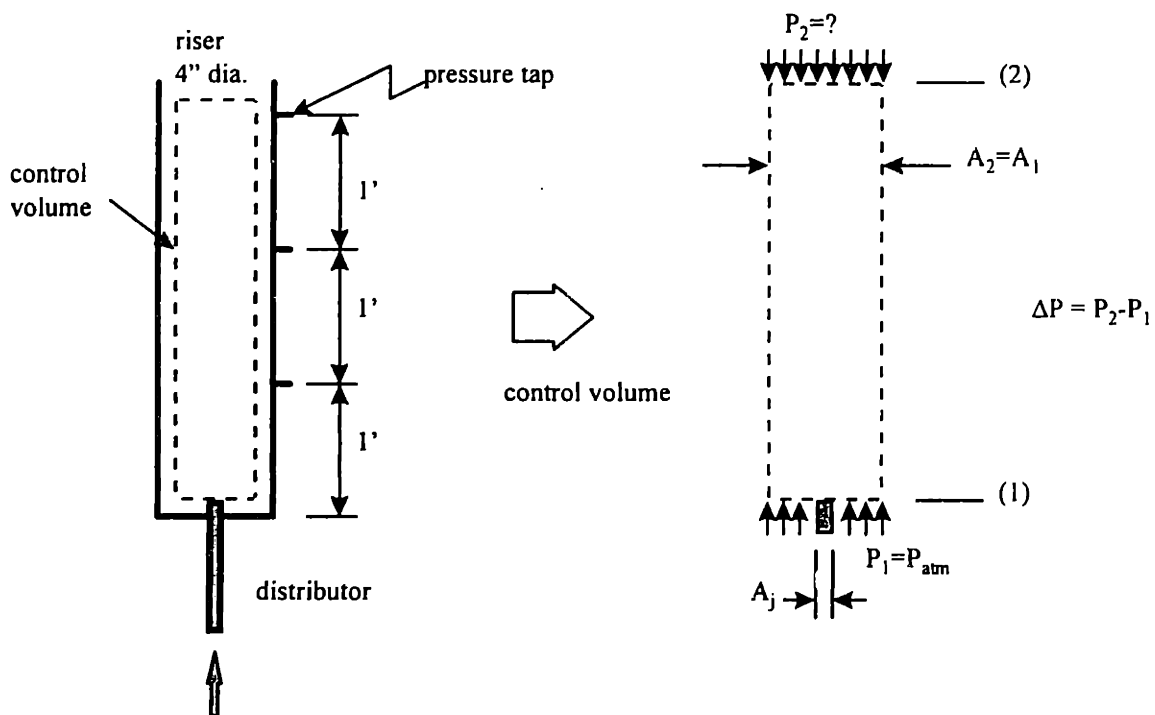 riser
4" dia.
pressure tap
control
volume
1'
1'
1'
distributor
control volume
P₂=?
(2)
A₂=A₁
ΔP = P₂-P₁
(1)
P₁=Pₐₜₘ
Aⱼ